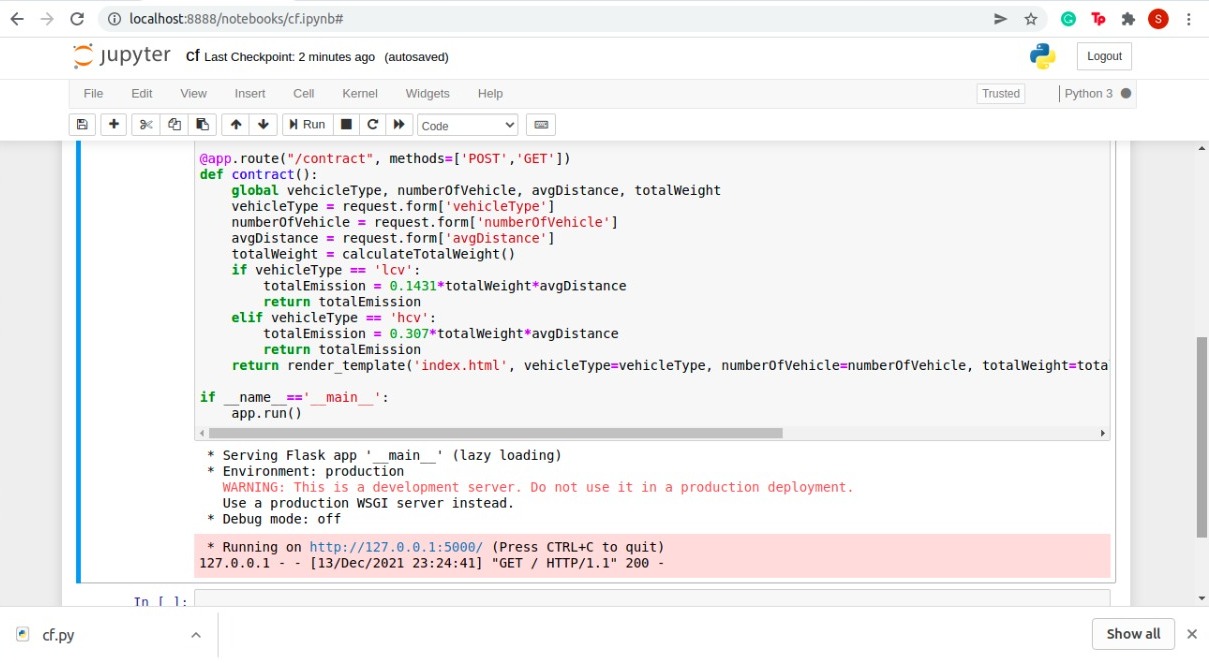 localhost:8888/notebooks/cf.ipynb#
Tp
S
jupyter cf Last Checkpoint: 2 minutes ago (autosaved)
Logout
File Edit View Insert Cell Kernel Widgets Help
Trusted
Python 3
Run
Code
@app.route("/contract", methods=['POST','GET'])
def contract():
    global vehcicleType, numberOfVehicle, avgDistance, totalWeight
    vehicleType = request.form['vehicleType']
    numberOfVehicle = request.form['numberOfVehicle']
    avgDistance = request.form['avgDistance']
    totalWeight = calculateTotalWeight()
    if vehicleType == 'lcv':
        totalEmission = 0.1431*totalWeight*avgDistance
        return totalEmission
    elif vehicleType == 'hcv':
        totalEmission = 0.307*totalWeight*avgDistance
        return totalEmission
    return render_template('index.html', vehicleType=vehicleType, numberOfVehicle=numberOfVehicle, totalWeight=tota
if __name__=='__main__':
    app.run()
* Serving Flask app '__main__' (lazy loading)
* Environment: production
WARNING: This is a development server. Do not use it in a production deployment.
Use a production WSGI server instead.
* Debug mode: off
* Running on http://127.0.0.1:5000/ (Press CTRL+C to quit)
127.0.0.1 - - [13/Dec/2021 23:24:41] "GET / HTTP/1.1" 200 -
In [ ]:
cf.py
Show all